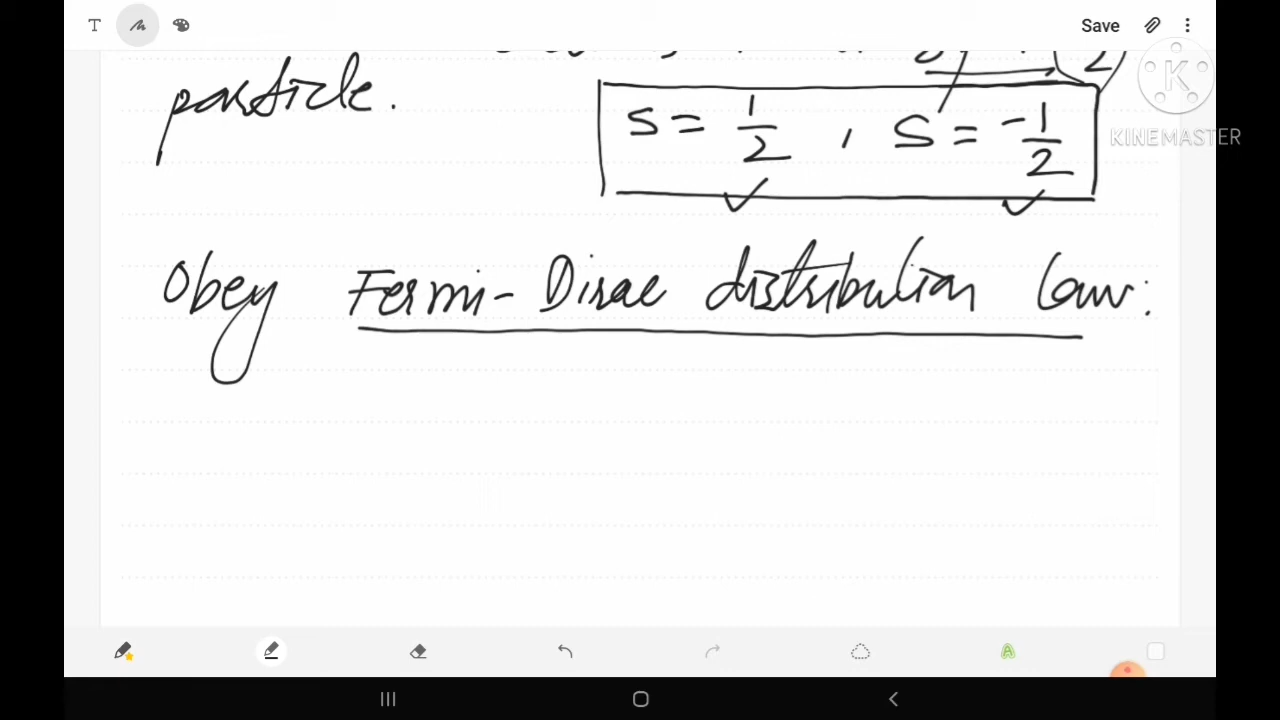 T
Save
particle.
S = 1/2 , S = -1/2
K
KINEMASTER
Obey Fermi-Dirac distribution law:
A